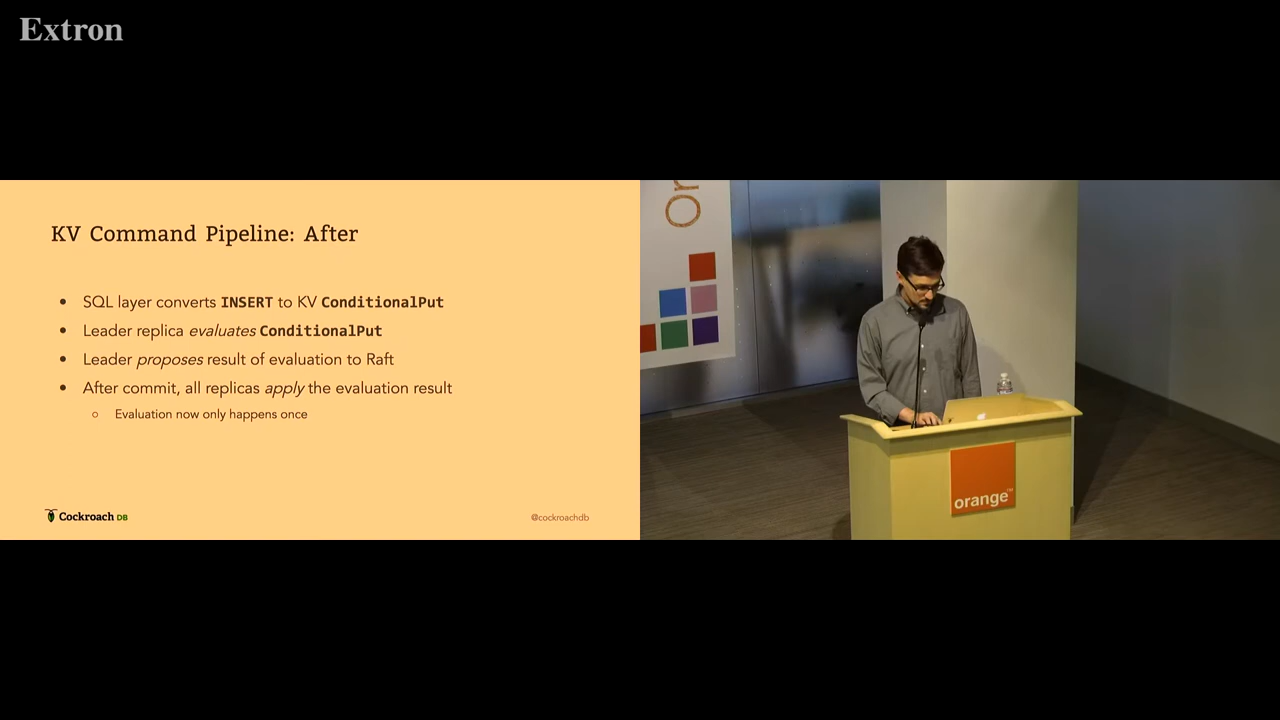 Extron
KV Command Pipeline: After
• SQL layer converts INSERT to KV ConditionalPut
• Leader replica evaluates ConditionalPut
• Leader proposes result of evaluation to Raft
• After commit, all replicas apply the evaluation result
○ Evaluation now only happens once
Cockroach DB
@cockroachdb
Or
orange™